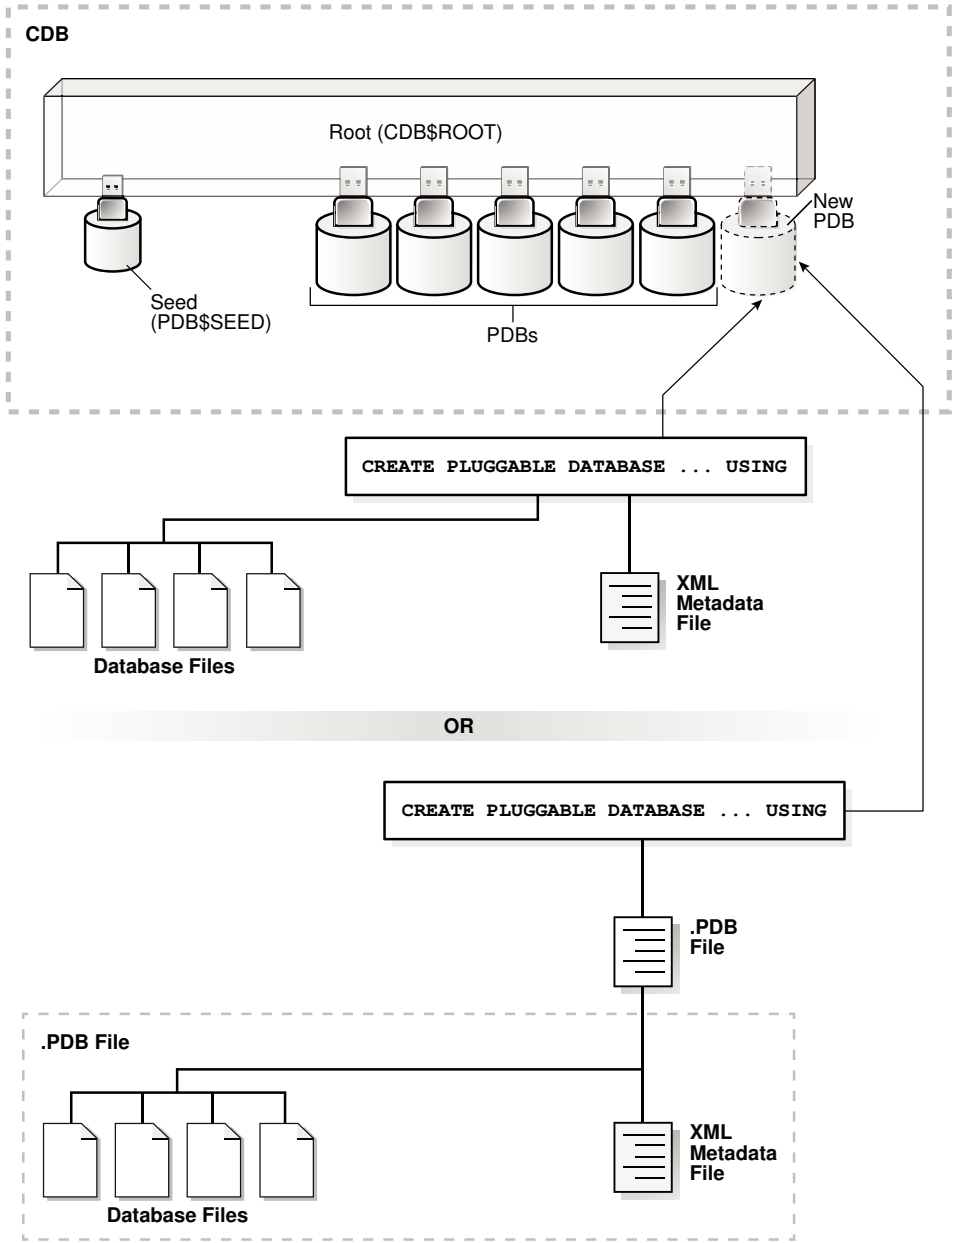 CDB
Root (CDB$ROOT)
New
PDB
Seed
(PDB$SEED)
PDBs
CREATE PLUGGABLE DATABASE ... USING
XML
Metadata
File
Database Files
OR
CREATE PLUGGABLE DATABASE ... USING
.PDB
File
.PDB File
XML
Metadata
File
Database Files